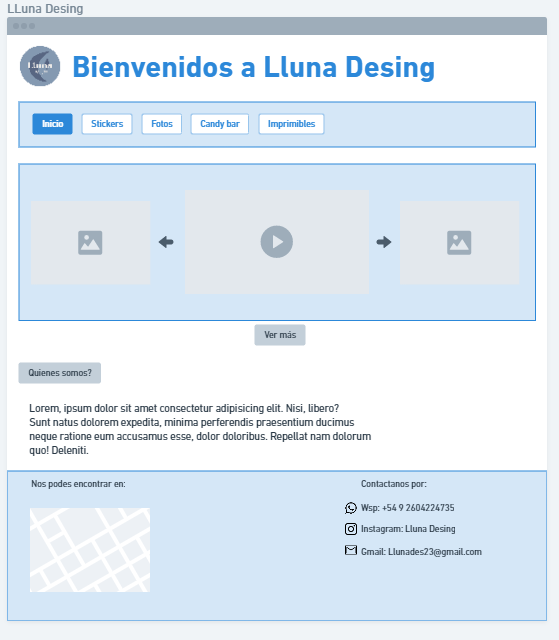 LLuna Desing
Lluna
Bienvenidos a Lluna Desing
Inicio
Stickers
Fotos
Candy bar
Imprimibles
Ver más
Quienes somos?
Lorem, ipsum dolor sit amet consectetur adipisicing elit. Nisi, libero?
Sunt natus dolorem expedita, minima perferendis praesentium ducimus
neque ratione eum accusamus esse, dolor doloribus. Repellat nam dolorum
quo! Deleniti.
Nos podes encontrar en:
Contactanos por:
Wsp: +54 9 2604224735
Instagram: Lluna Desing
Gmail: Llunades23@gmail.com